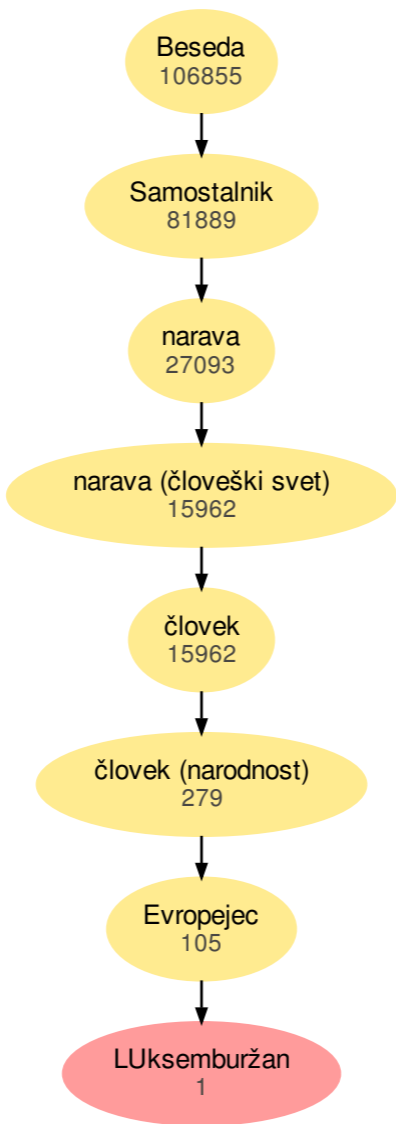 Beseda
106855
Samostalnik
81889
narava
27093
narava (človeški svet)
15962
človek
15962
človek (narodnost)
279
Evropejec
105
LUksemburžan
1